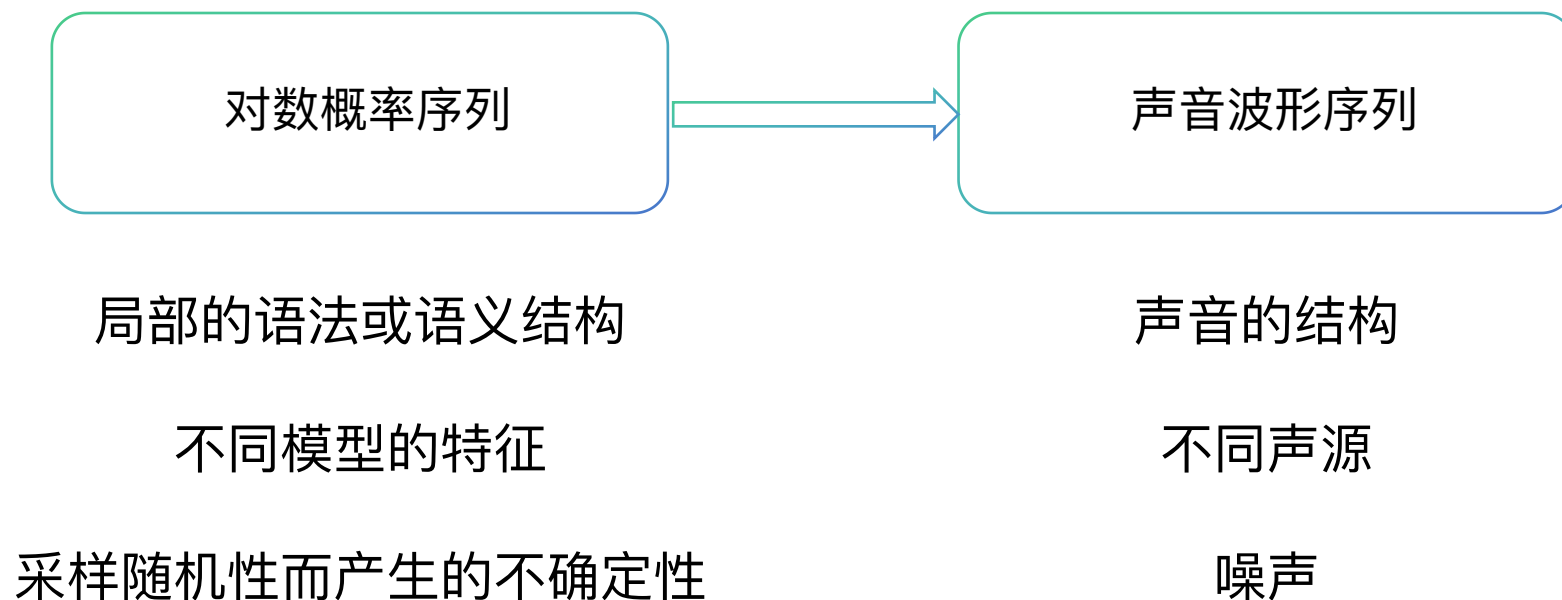 对数概率序列
声音波形序列
局部的语法或语义结构
声音的结构
不同模型的特征
不同声源
采样随机性而产生的不确定性
噪声